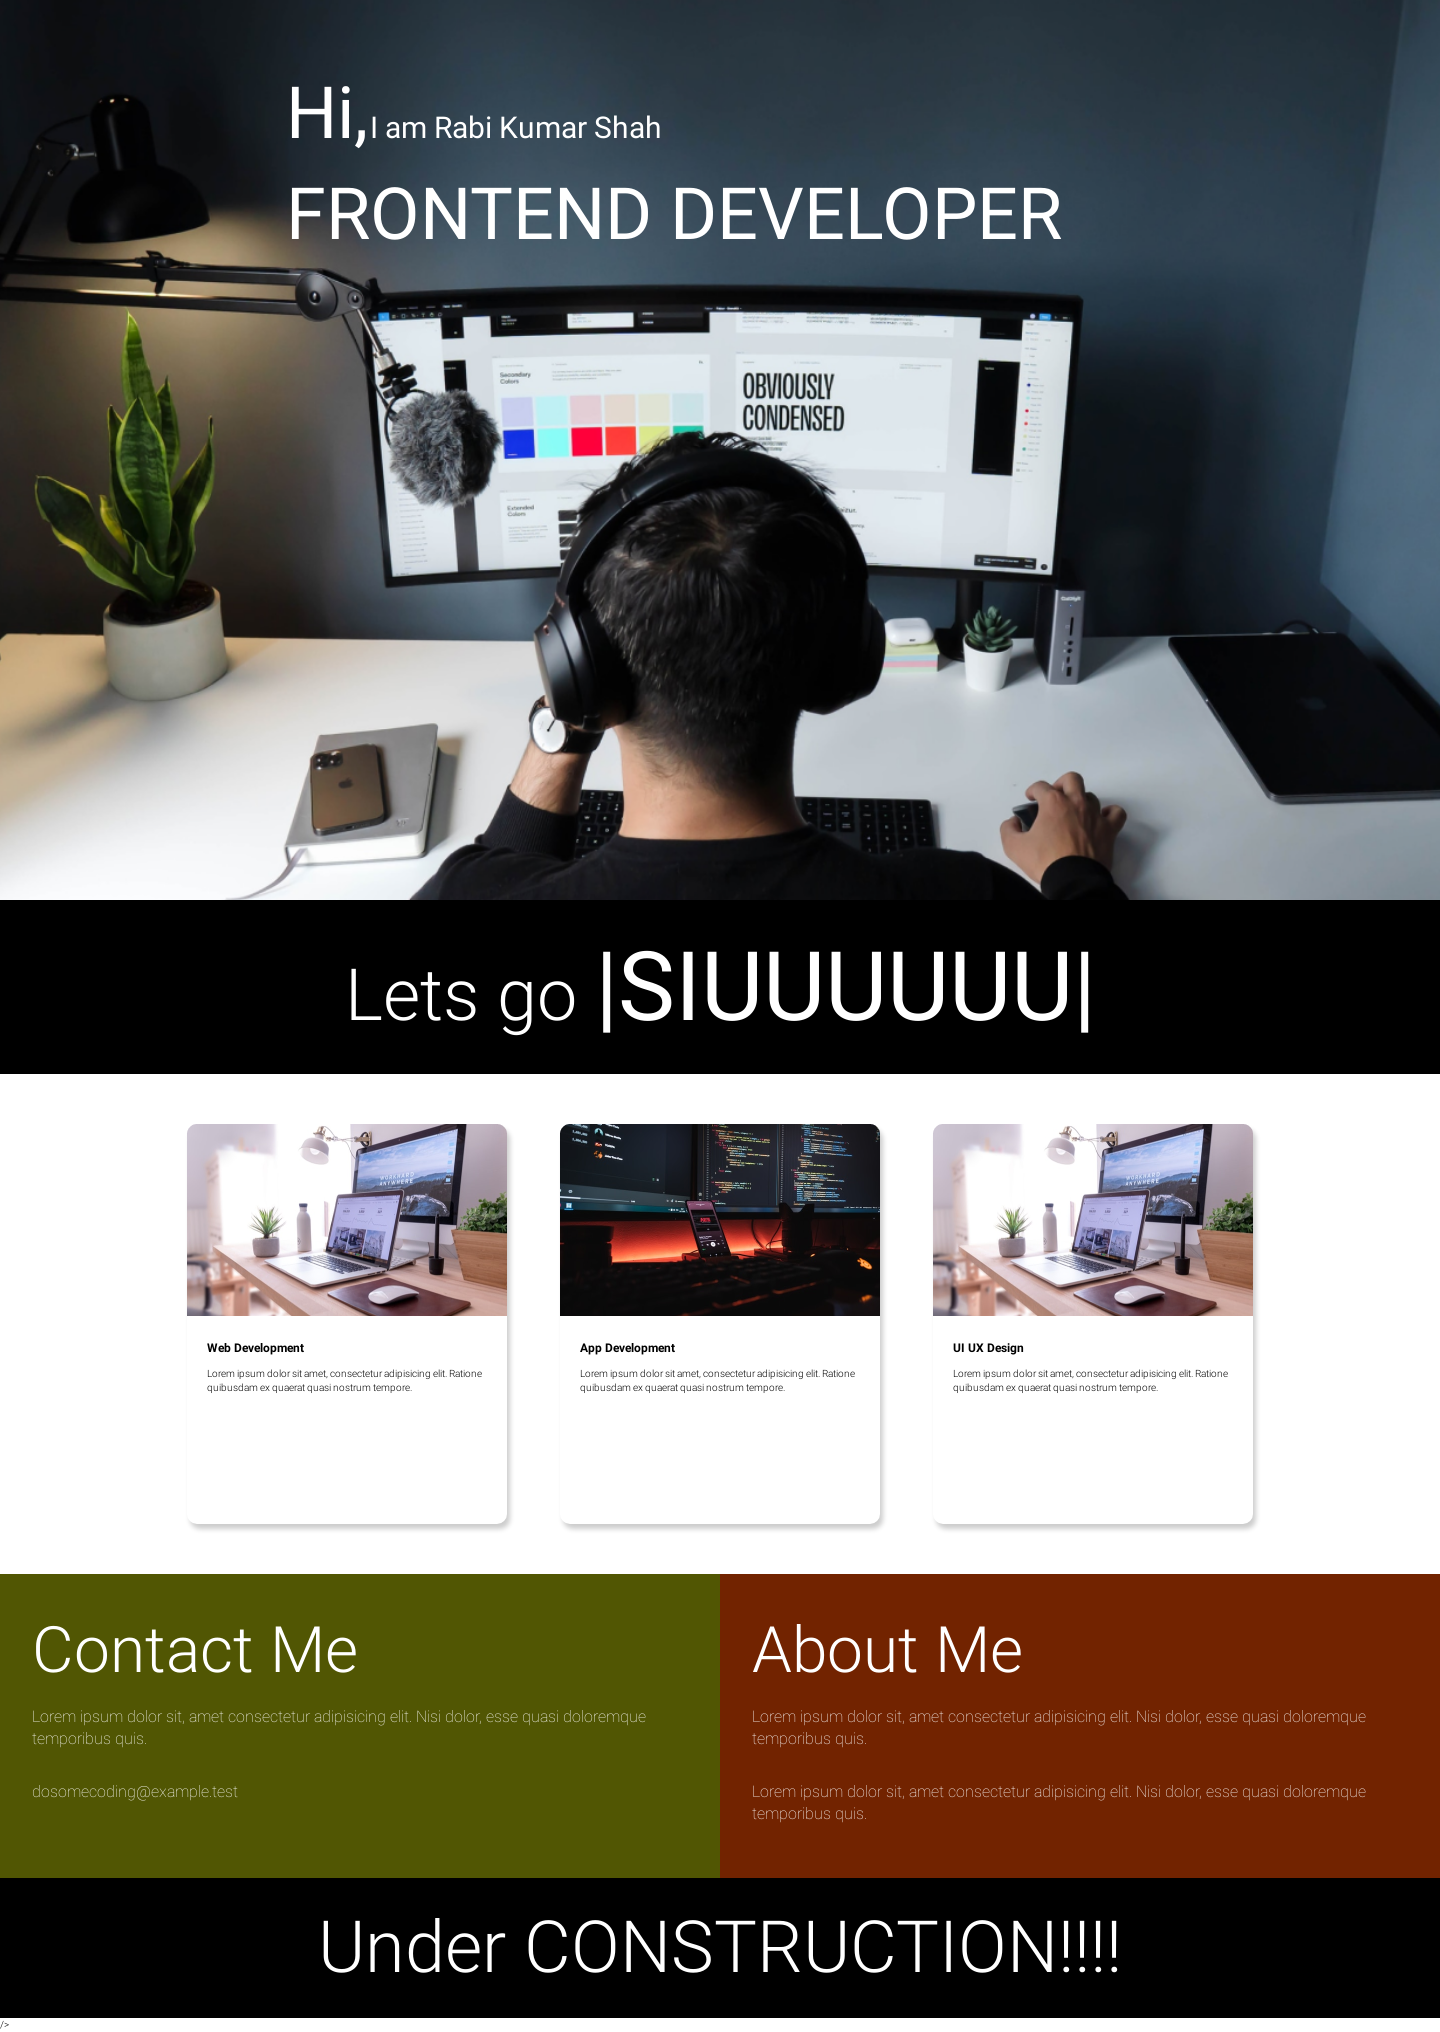 Hi,I am Rabi Kumar Shah
FRONTEND DEVELOPER
Secondary
Colors
OBVIOUSLY
CONDENSED
Extended
Colors
Lets go |SIUUUUUU|
WORKHARD
ANYWHERE
WORKHARD
ANYWHERE
Web Development
Lorem ipsum dolor sit amet, consectetur adipisicing elit. Ratione
quibusdam ex quaerat quasi nostrum tempore.
App Development
Lorem ipsum dolor sit amet, consectetur adipisicing elit. Ratione
quibusdam ex quaerat quasi nostrum tempore.
UI UX Design
Lorem ipsum dolor sit amet, consectetur adipisicing elit. Ratione
quibusdam ex quaerat quasi nostrum tempore.
Contact Me
Lorem ipsum dolor sit, amet consectetur adipisicing elit. Nisi dolor, esse quasi doloremque
temporibus quis.
dosomecoding@example.test
About Me
Lorem ipsum dolor sit, amet consectetur adipisicing elit. Nisi dolor, esse quasi doloremque
temporibus quis.
Lorem ipsum dolor sit, amet consectetur adipisicing elit. Nisi dolor, esse quasi doloremque
temporibus quis.
Under CONSTRUCTION!!!!
/>